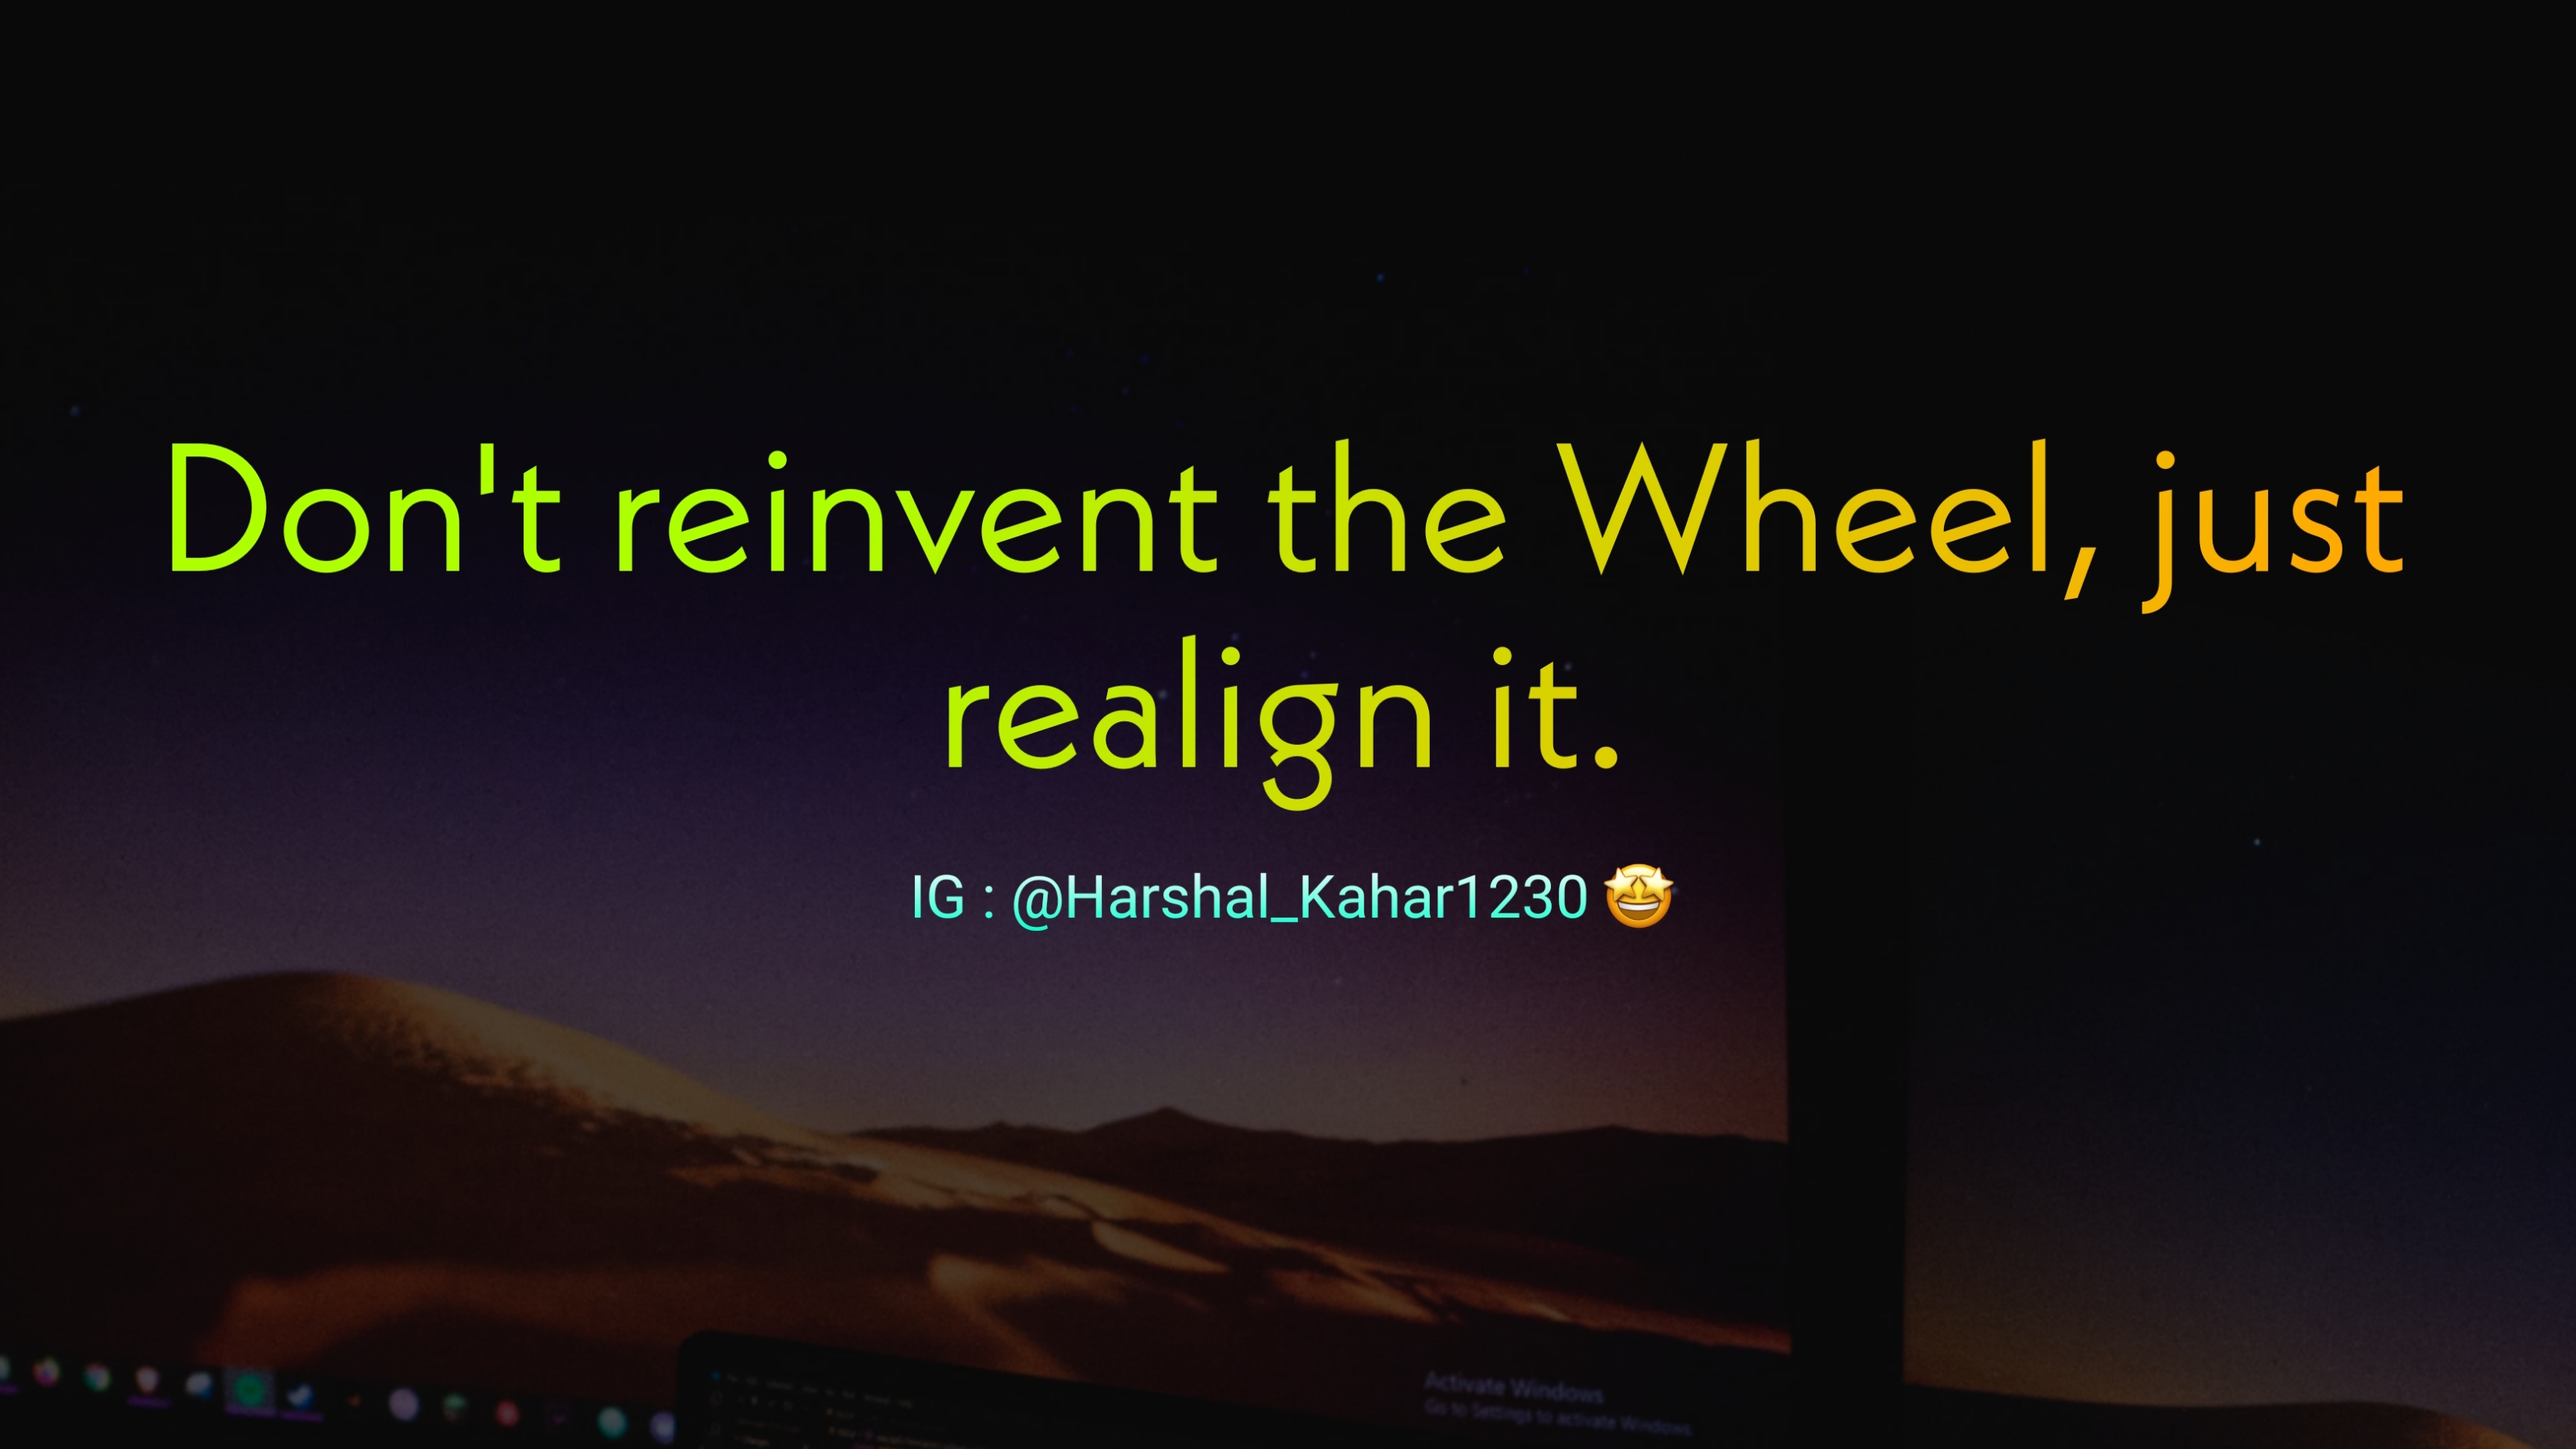 Don't reinvent the Wheel, just
realign it.
IG : @Harshal_Kahar1230 🤩
Activate Windows
Go to Settings to activate Windows.